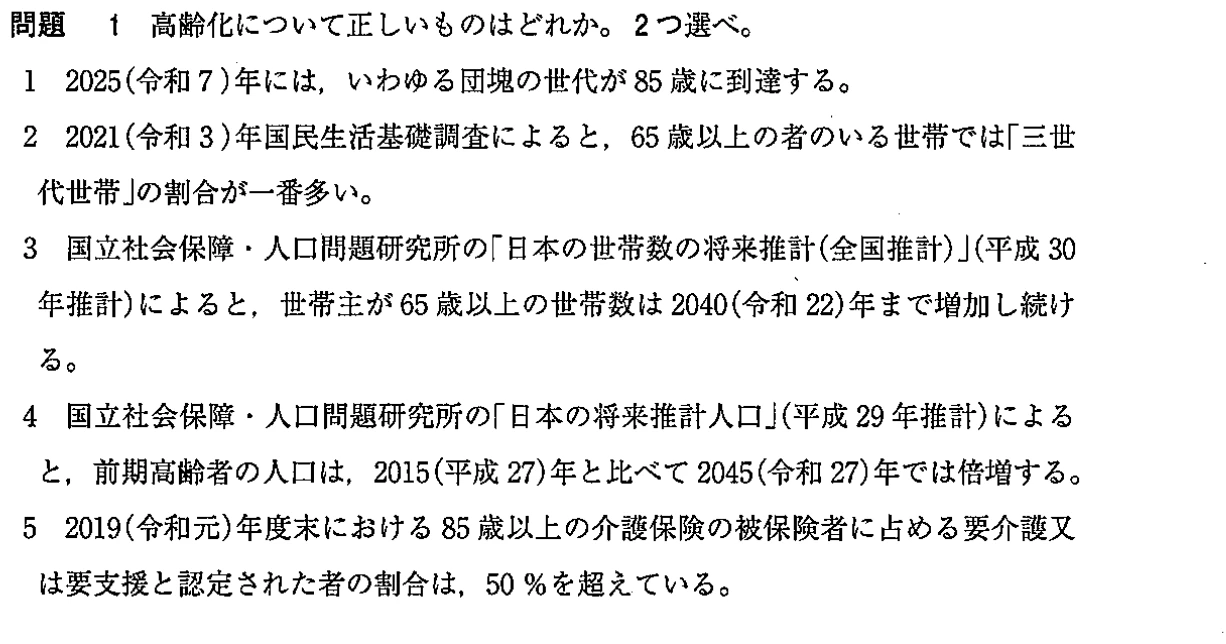 問題 1 高齢化について正しいものはどれか。2つ選べ。
1 2025(令和7)年には，いわゆる団塊の世代が85歳に到達する。
2 2021(令和3)年国民生活基礎調査によると，65歳以上の者のいる世帯では「三世
代世帯」の割合が一番多い。
3 国立社会保障・人口問題研究所の「日本の世帯数の将来推計(全国推計)」(平成30
年推計)によると，世帯主が65歳以上の世帯数は2040(令和22)年まで増加し続け
る。
4 国立社会保障・人口問題研究所の「日本の将来推計人口」(平成29年推計)による
と，前期高齢者の人口は，2015(平成27)年と比べて2045(令和27)年では倍増する。
5 2019(令和元)年度末における85歳以上の介護保険の被保険者に占める要介護又
は要支援と認定された者の割合は，50％を超えている。